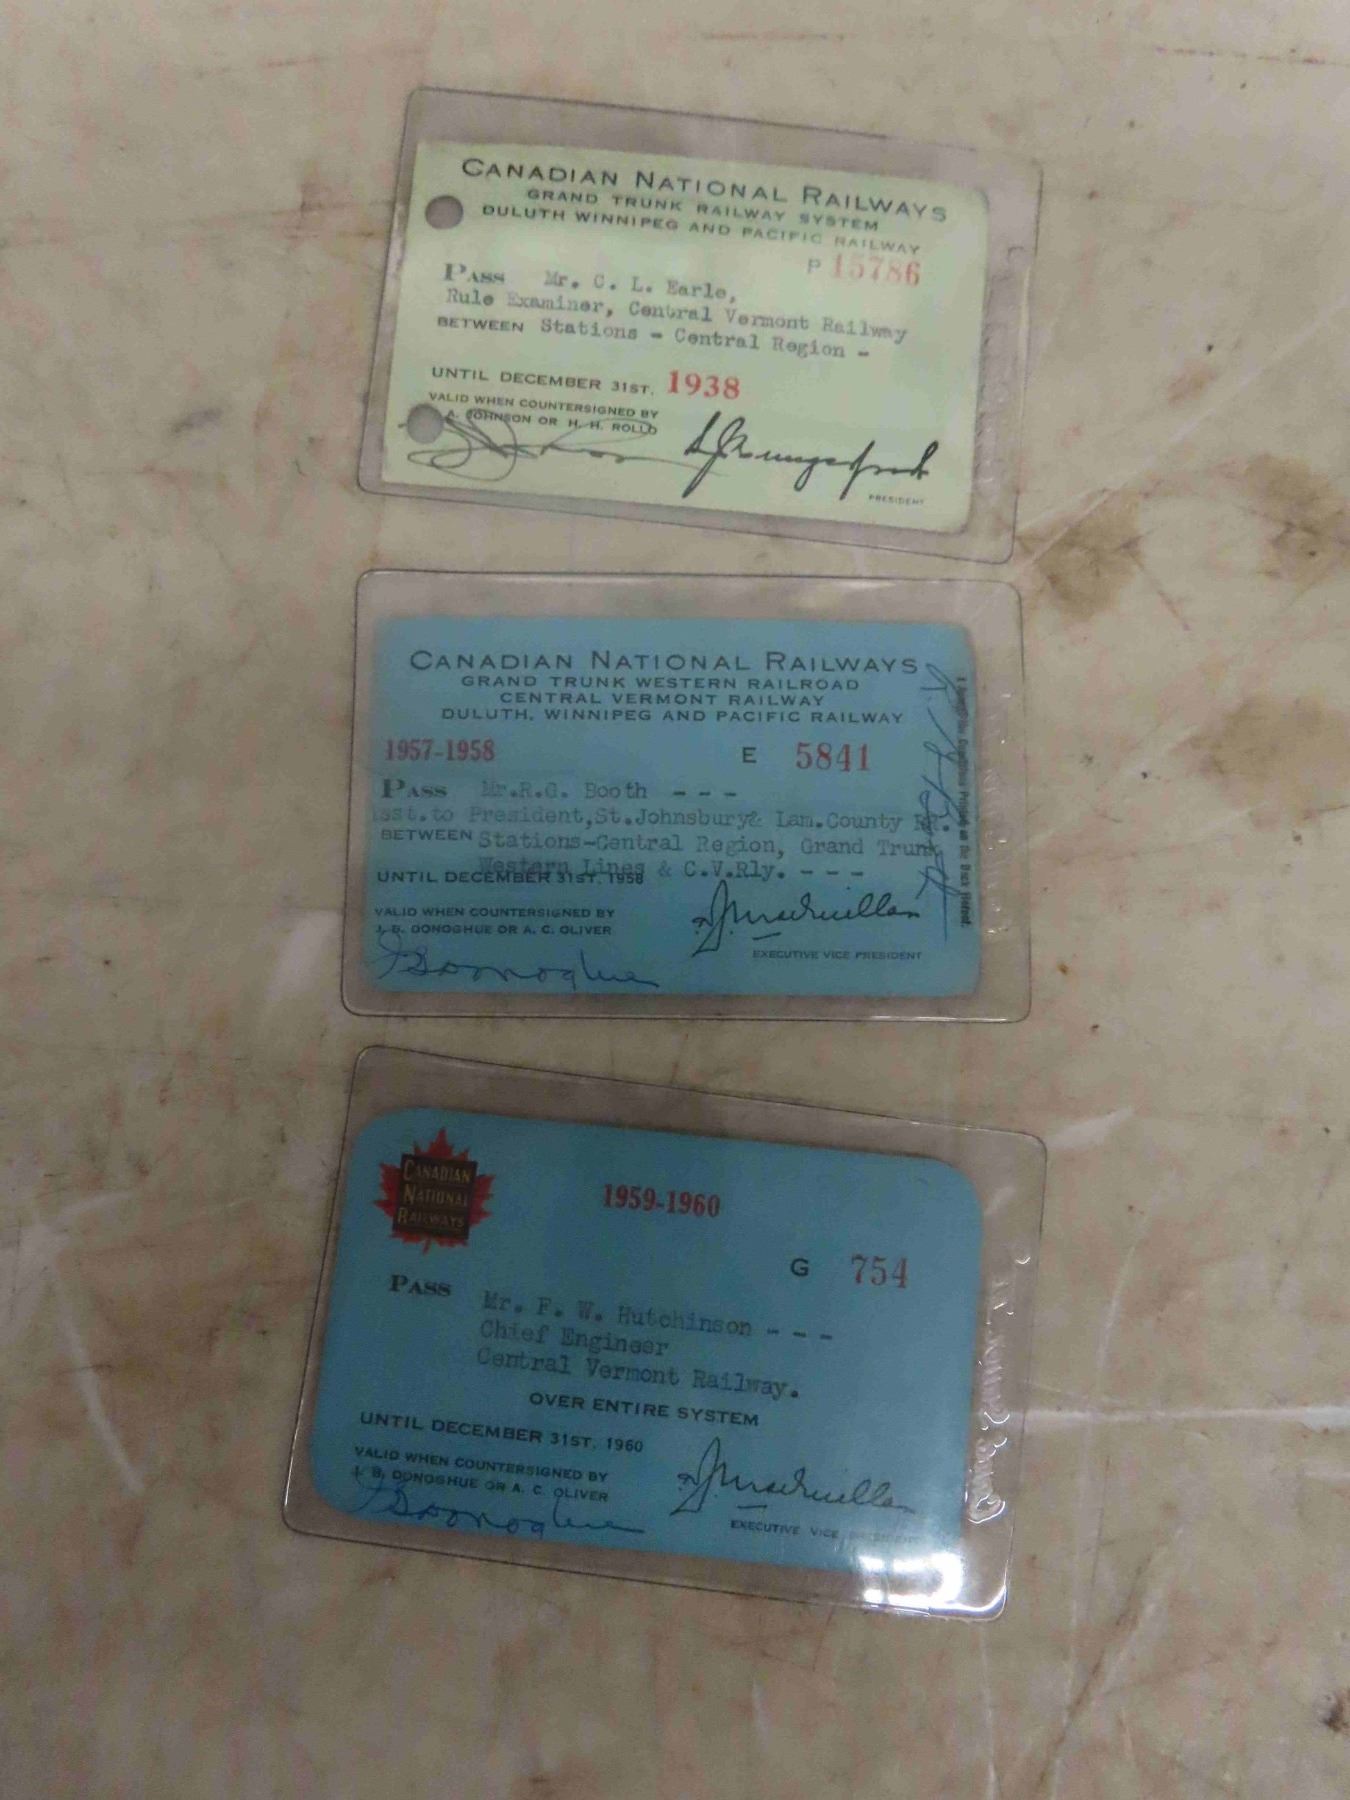 CANADIAN NATIONAL RAILWAYS
GRAND TRUNK RAILWAY SYSTEM
DULUTH WINNIPEG AND PACIFIC RAILWAY
P 15786
PASS Mr. C. L. Earle,
Rule Examiner, Central Vermont Railway
BETWEEN Stations - Central Region -
UNTIL DECEMBER 31ST, 1938
VALID WHEN COUNTERSIGNED BY
A. JOHNSON OR H. H. ROLLO
PRESIDENT
CANADIAN NATIONAL RAILWAYS
GRAND TRUNK WESTERN RAILROAD
CENTRAL VERMONT RAILWAY
DULUTH, WINNIPEG AND PACIFIC RAILWAY
1957-1958 E 5841
PASS Mr.R.G. Booth - - -
sst.to President,St.Johnsbury& Lam.County
BETWEEN Stations-Central Region, Grand Trunk
Western Lines & C.V.Rly. - - -
UNTIL DECEMBER 31ST, 1958
VALID WHEN COUNTERSIGNED BY
J. B. DONOGHUE OR A. C. OLIVER
JBDonoghue
EXECUTIVE VICE PRESIDENT
CANADIAN
NATIONAL
RAILWAYS
1959-1960
G 754
PASS Mr. F. W. Hutchinson - - -
Chief Engineer
Central Vermont Railway.
OVER ENTIRE SYSTEM
UNTIL DECEMBER 31ST, 1960
VALID WHEN COUNTERSIGNED BY
J. B. DONOGHUE OR A. C. OLIVER
JBDonoghue
EXECUTIVE VICE PRESIDENT